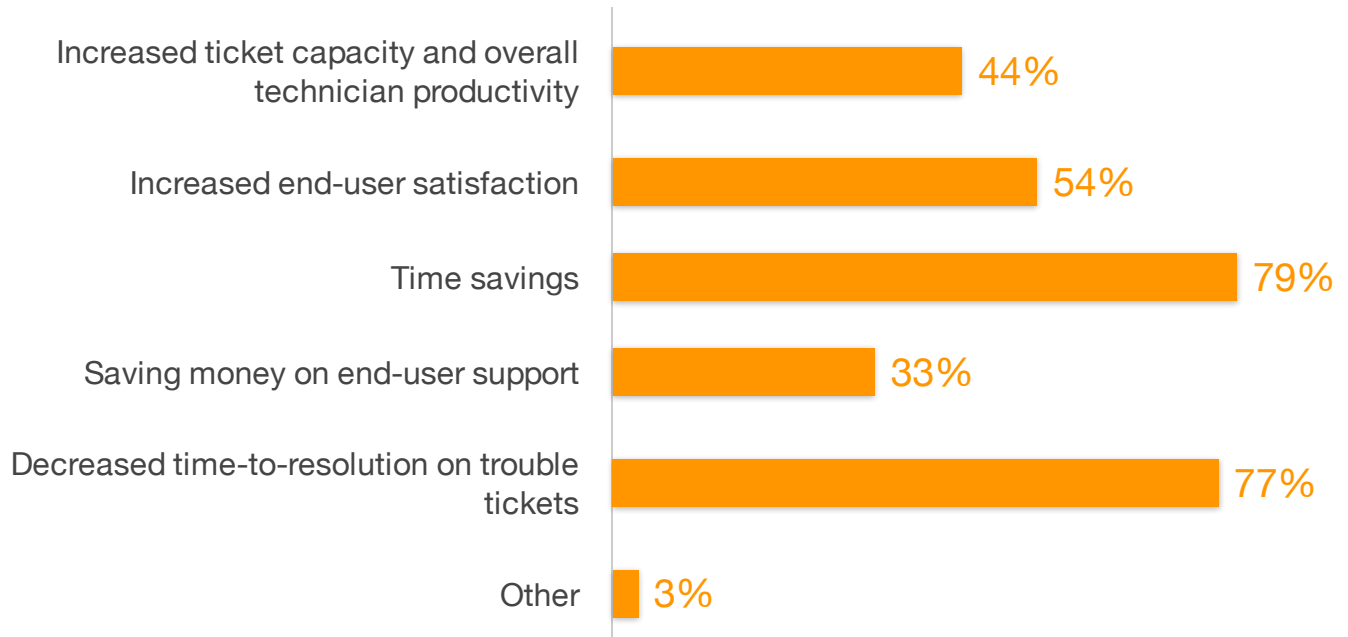 Increased ticket capacity and overall
technician productivity
44%
Increased end-user satisfaction
54%
Time savings
79%
Saving money on end-user support
33%
Decreased time-to-resolution on trouble
tickets
77%
Other
3%